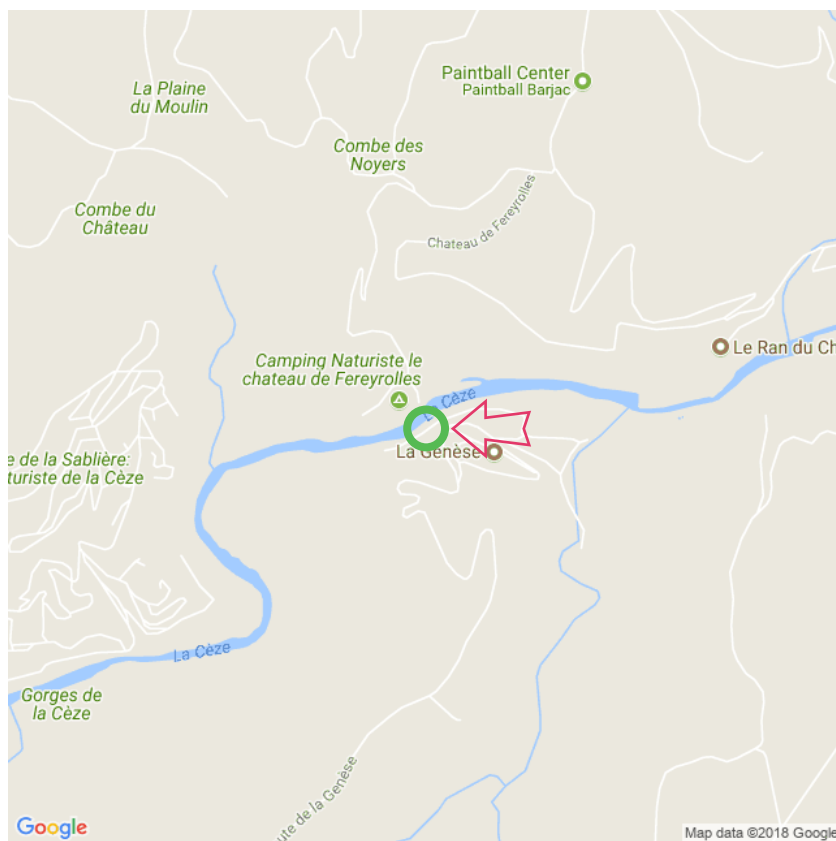 Paintball Center
Paintball Barjac
La Plaine
du Moulin
Combe des
Noyers
Combe du
Château
Chateau de Fereyrolles
Le Ran du Ch
Camping Naturiste le
chateau de Fereyrolles
La Cèze
La Genèse
e de la Sablière:
turiste de la Cèze
La Cèze
Gorges de
la Cèze
ute de la Genèse
Google
Map data ©2018 Google